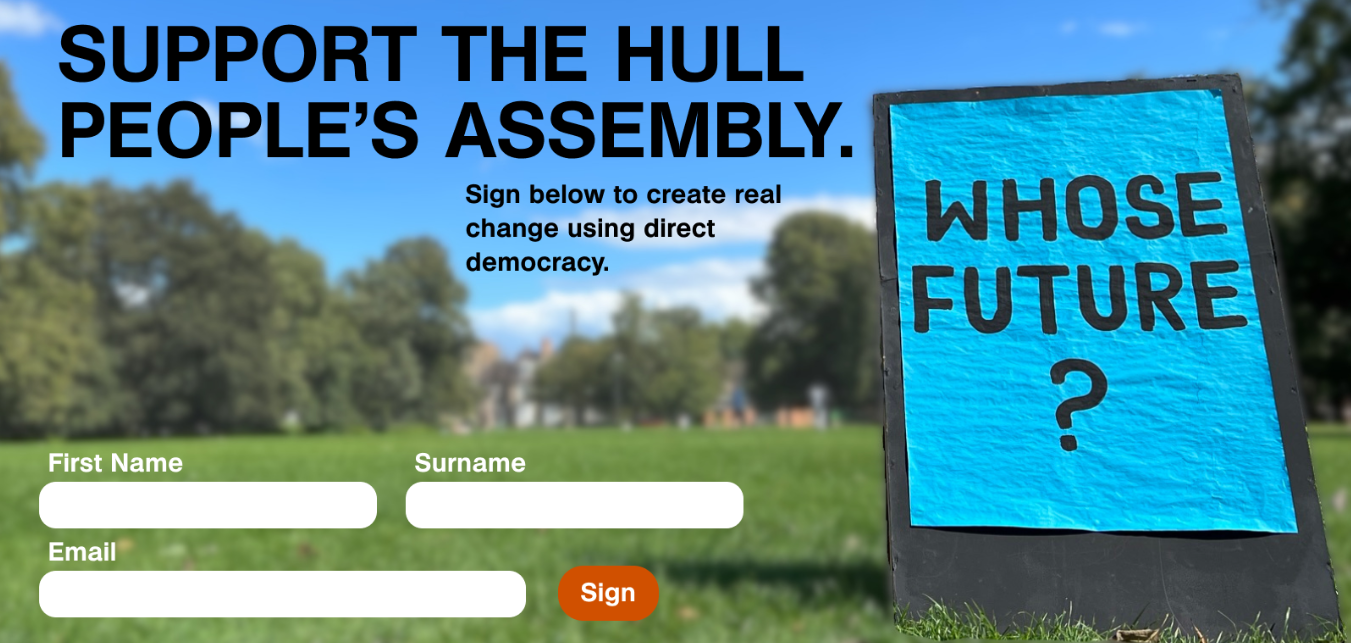 SUPPORT THE HULL
PEOPLE’S ASSEMBLY.
Sign below to create real
change using direct
democracy.
WHOSE
FUTURE
?
First Name
Surname
Email
Sign